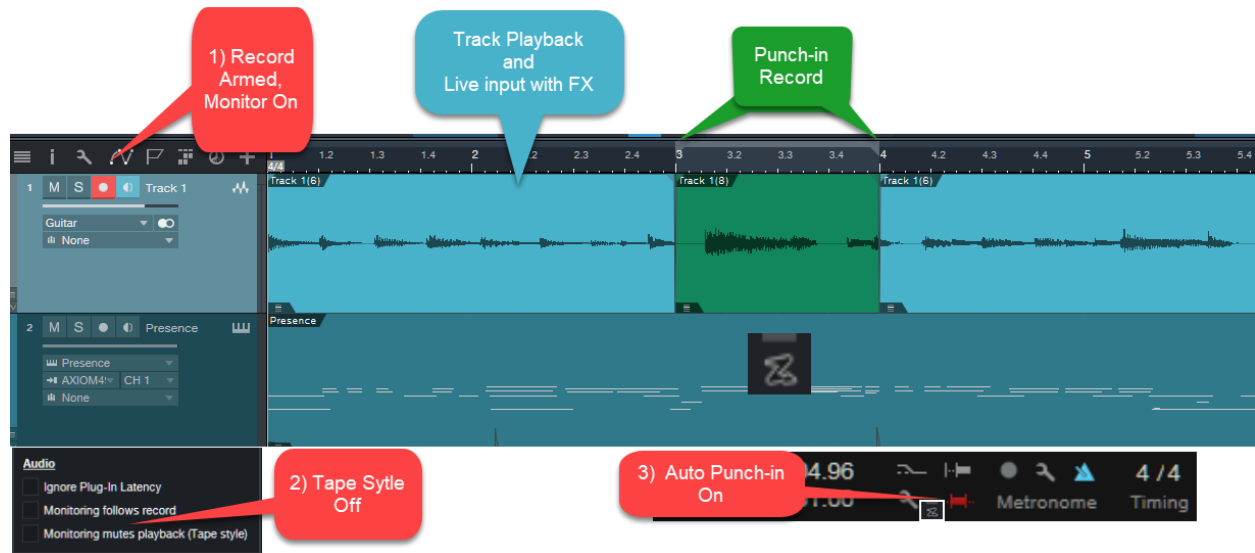 1) Record
Armed,
Monitor On
Track Playback
and
Live input with FX
Punch-in
Record
1.2 1.3 1.4 2 2.3 2.4 3 3.2 3.3 3.4 4 4.2 4.3 4.4 5 5.2 5.3 5.4
4/4
1 M S Track 1
Track 1(6) Track 1(8) Track 1(6)
Guitar
None
2 M S Presence
Presence
Presence
CH 1
None
Audio
Ignore Plug-In Latency
Monitoring follows record
Monitoring mutes playback (Tape style)
2) Tape Sytle
Off
3) Auto Punch-in
On
4.96
4 / 4
Metronome
Timing